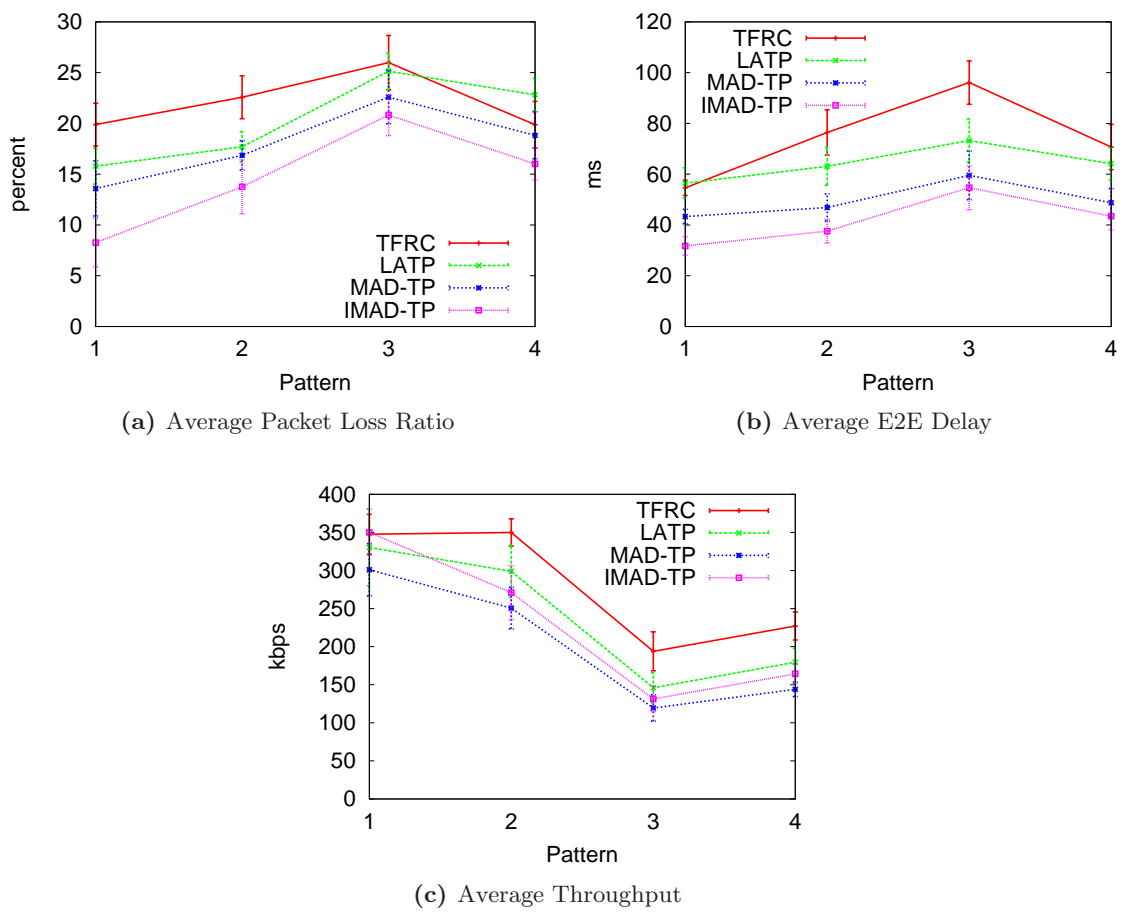 30
25
20
15
10
5
0
percent
1 2 3 4
Pattern
TFRC
LATP
MAD-TP
IMAD-TP
(a) Average Packet Loss Ratio
120
100
80
60
40
20
0
ms
1 2 3 4
Pattern
TFRC
LATP
MAD-TP
IMAD-TP
(b) Average E2E Delay
400
350
300
250
200
150
100
50
0
kbps
1 2 3 4
Pattern
TFRC
LATP
MAD-TP
IMAD-TP
(c) Average Throughput